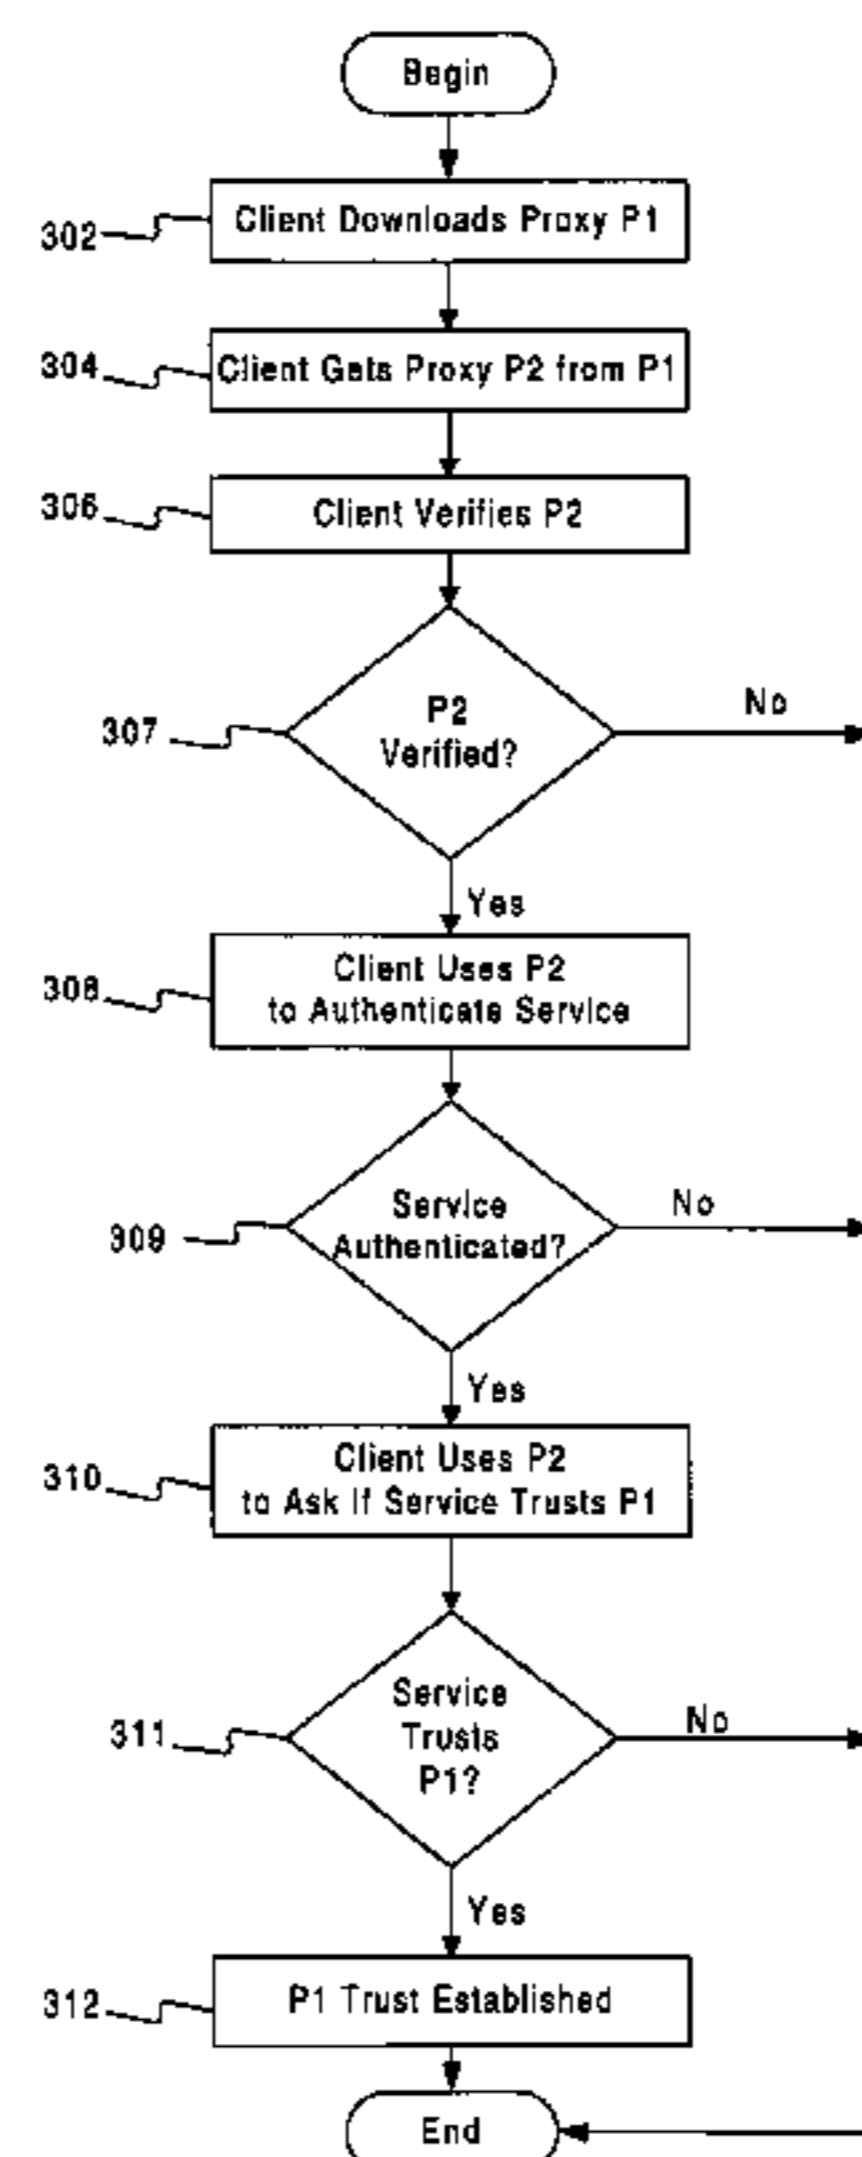 Begin
302
Client Downloads Proxy P1
304
Client Gets Proxy P2 from P1
306
Client Verifies P2
307
P2
Verified?
No
Yes
308
Client Uses P2
to Authenticate Service
309
Service
Authenticated?
No
Yes
310
Client Uses P2
to Ask If Service Trusts P1
311
Service
Trusts
P1?
No
Yes
312
P1 Trust Established
End